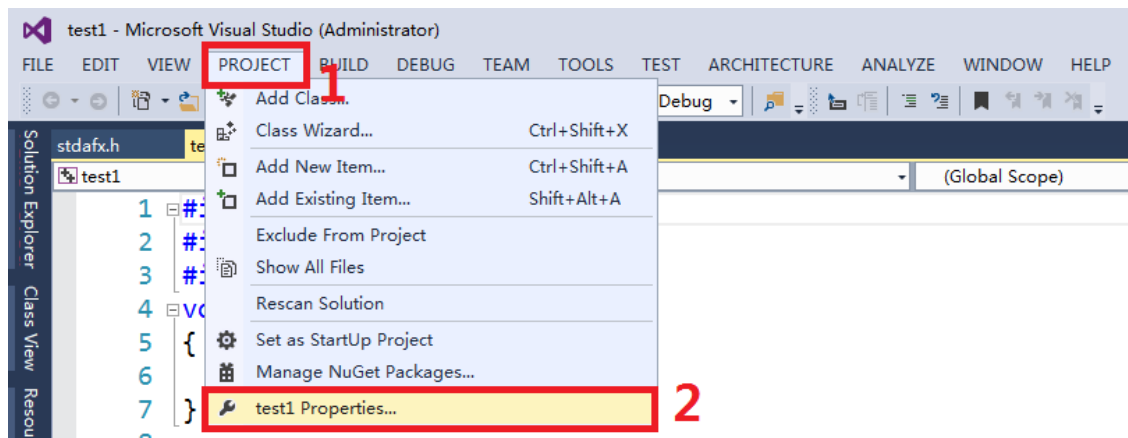 test1 - Microsoft Visual Studio (Administrator)
FILE EDIT VIEW PROJECT BUILD DEBUG TEAM TOOLS TEST ARCHITECTURE ANALYZE WINDOW HELP
1
Add Class... Debug
Class Wizard... Ctrl+Shift+X
stdafx.h te
Add New Item... Ctrl+Shift+A
test1 (Global Scope)
Add Existing Item... Shift+Alt+A
1 #i
Exclude From Project
2 #i
Show All Files
3 #i
Rescan Solution
4 vo
Set as StartUp Project
5 {
Manage NuGet Packages...
6
test1 Properties... 2
7 }
Solution Explorer
Class View
Resou